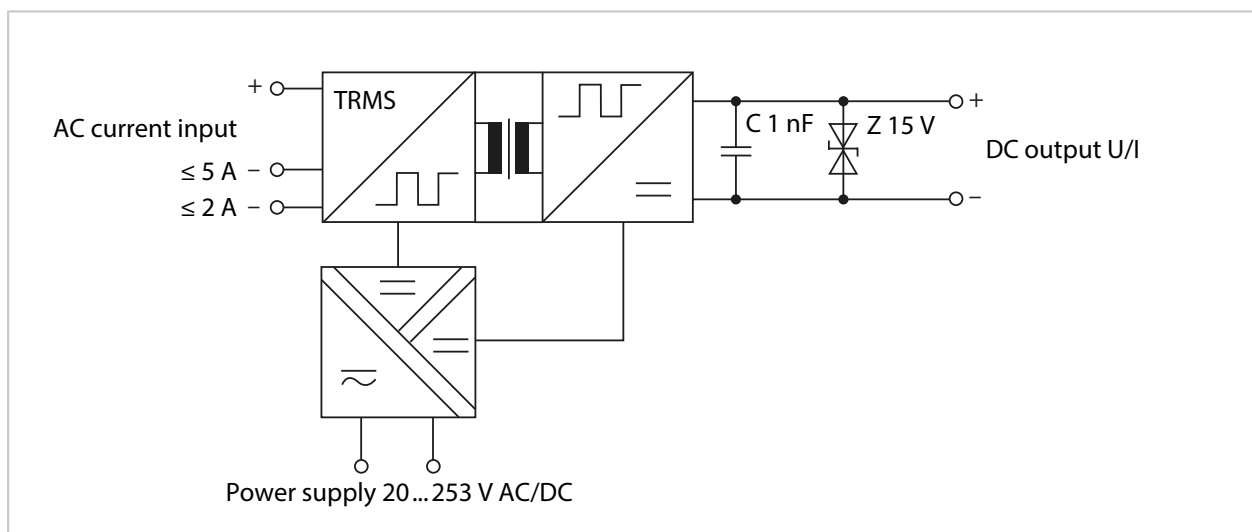 +
TRMS
AC current input
≤ 5 A –
≤ 2 A –
C 1 nF
Z 15 V
+
DC output U/I
–
Power supply 20...253 V AC/DC